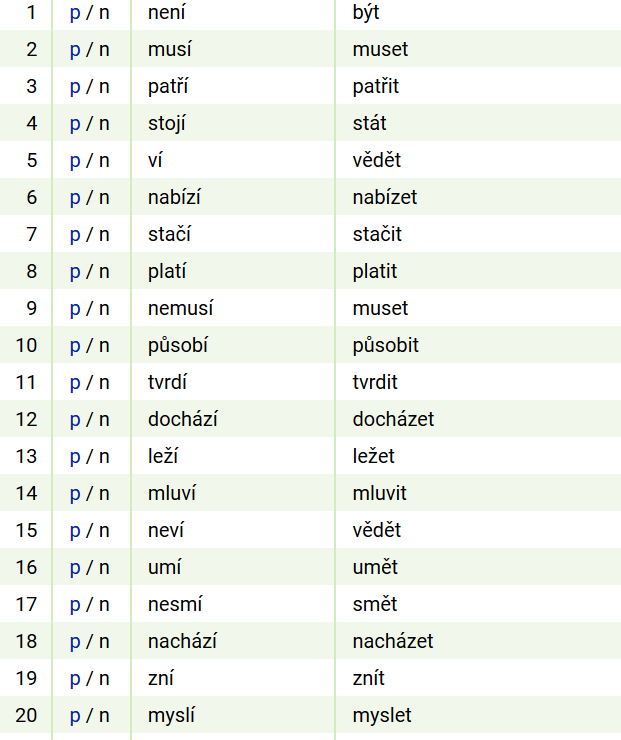 1 p / n není být
2 p / n musí muset
3 p / n patří patřit
4 p / n stojí stát
5 p / n ví vědět
6 p / n nabízí nabízet
7 p / n stačí stačit
8 p / n platí platit
9 p / n nemusí muset
10 p / n působí působit
11 p / n tvrdí tvrdit
12 p / n dochází docházet
13 p / n leží ležet
14 p / n mluví mluvit
15 p / n neví vědět
16 p / n umí umět
17 p / n nesmí smět
18 p / n nachází nacházet
19 p / n zní znít
20 p / n myslí myslet